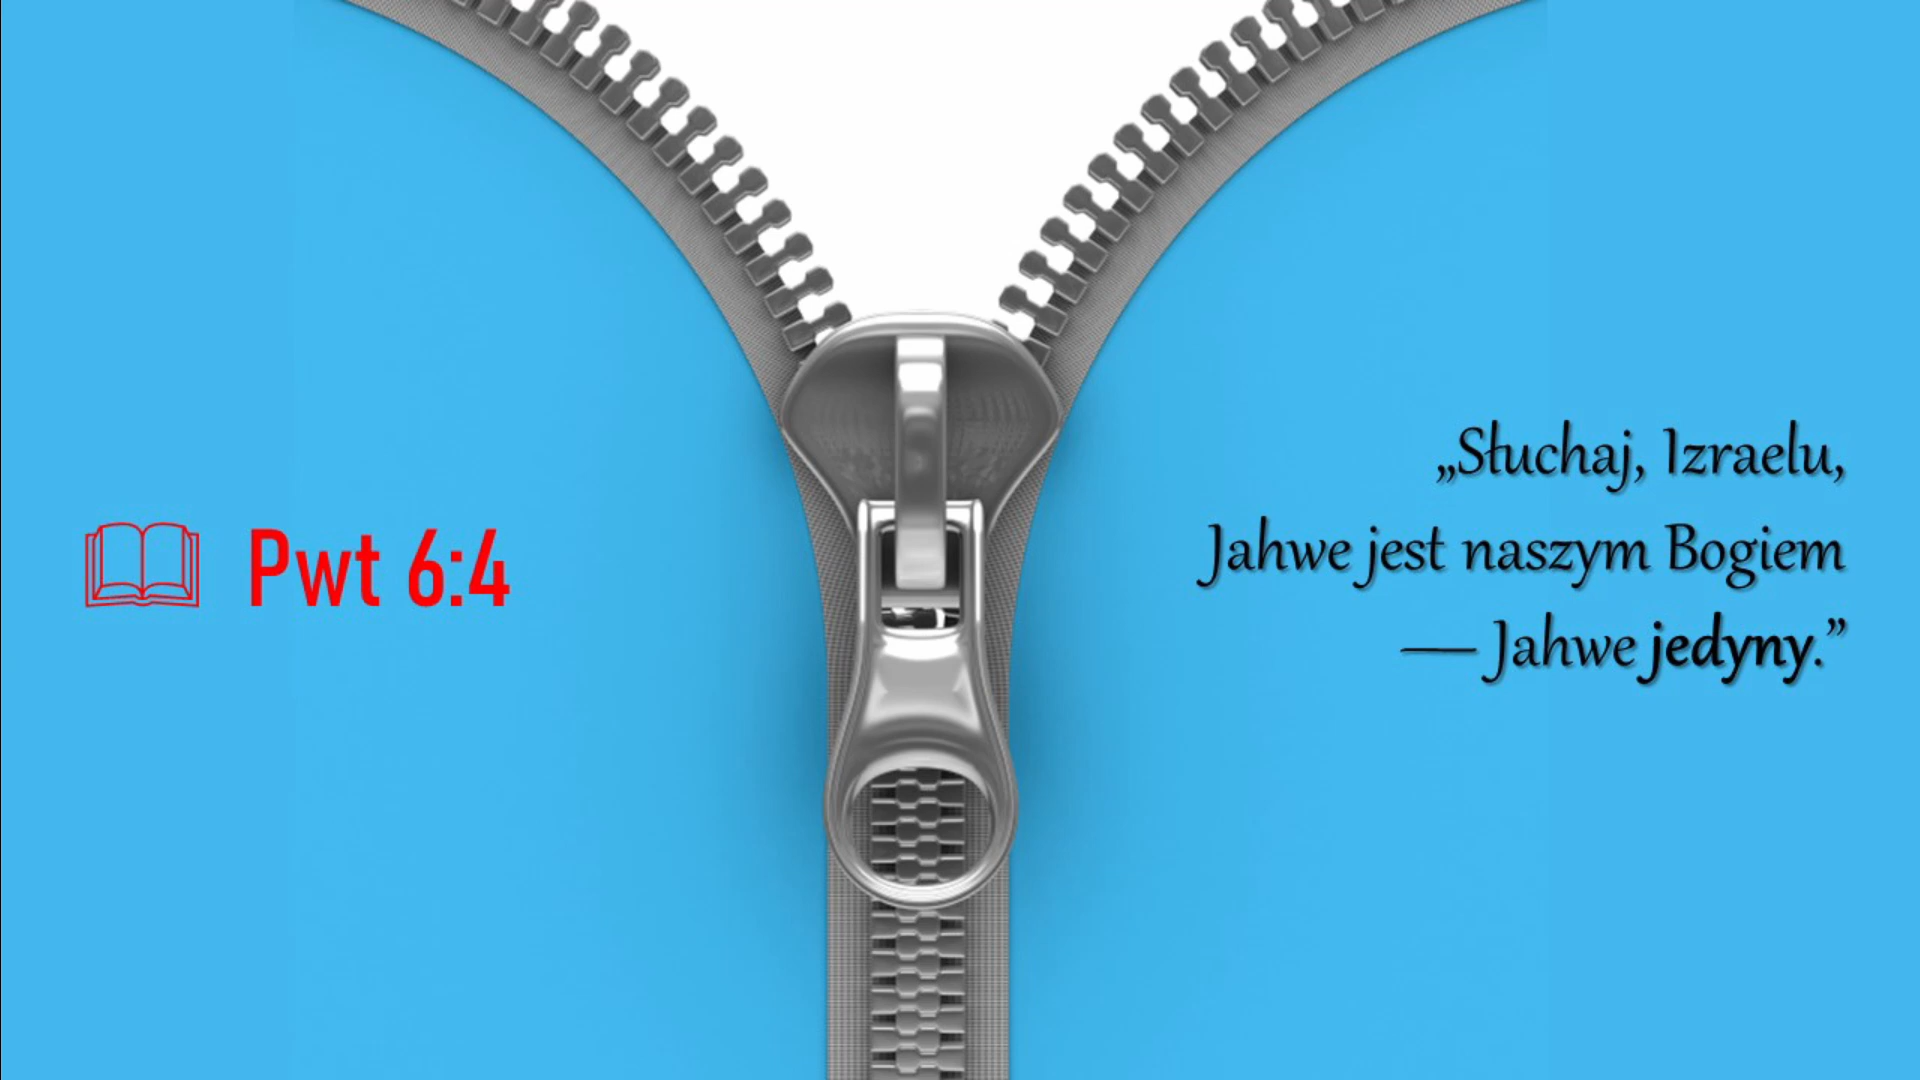 Pwt 6:4
„Słuchaj, Izraelu,
Jahwe jest naszym Bogiem
— Jahwe jedyny.”